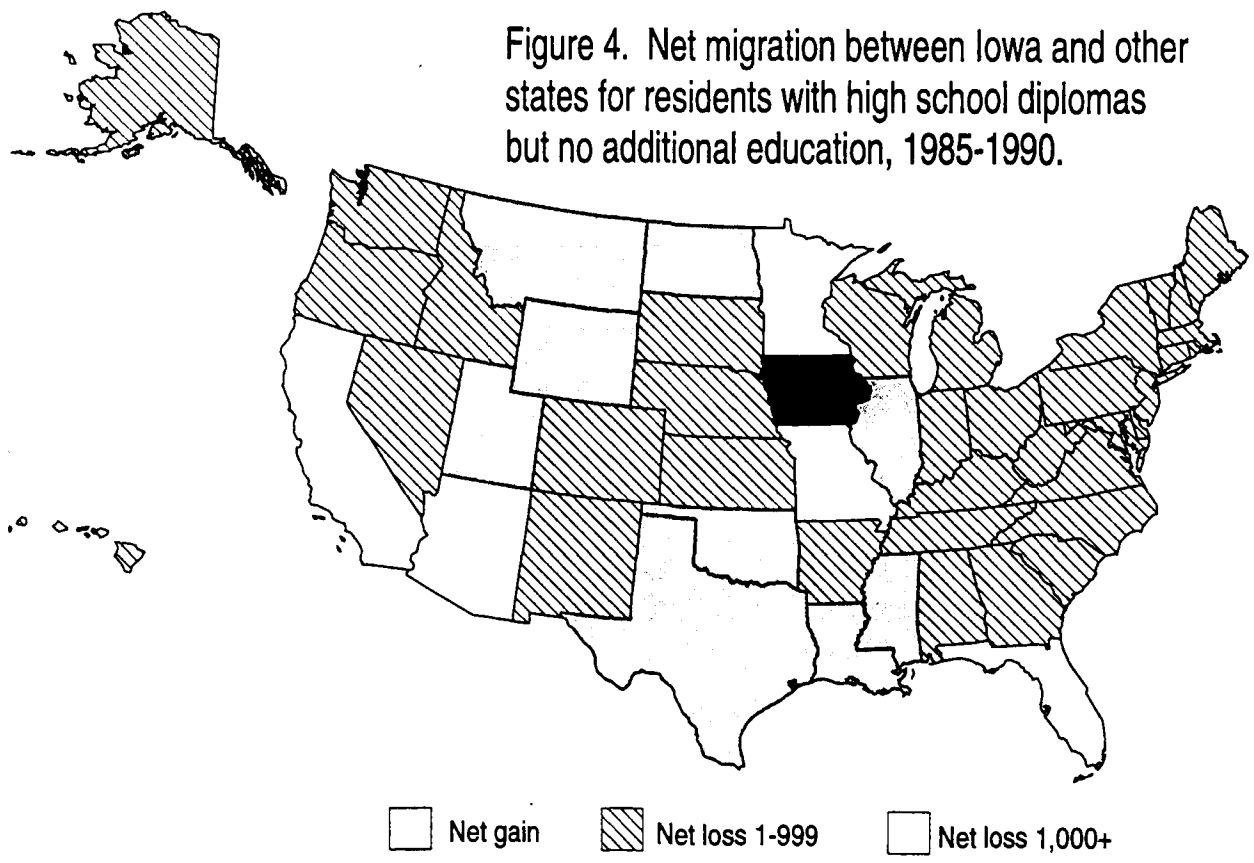 Figure 4. Net migration between Iowa and other
states for residents with high school diplomas
but no additional education, 1985-1990.
Net gain
Net loss 1-999
Net loss 1,000+